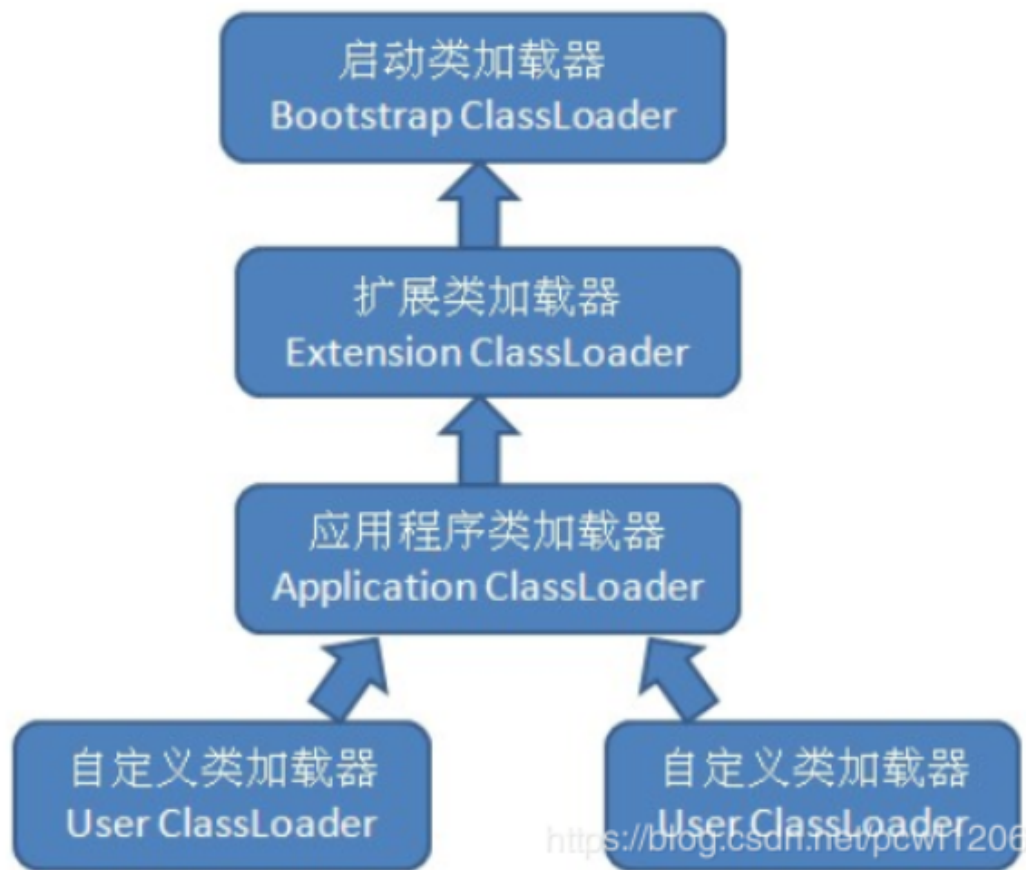 启动类加载器
Bootstrap ClassLoader
扩展类加载器
Extension ClassLoader
应用程序类加载器
Application ClassLoader
自定义类加载器
User ClassLoader
自定义类加载器
User ClassLoader